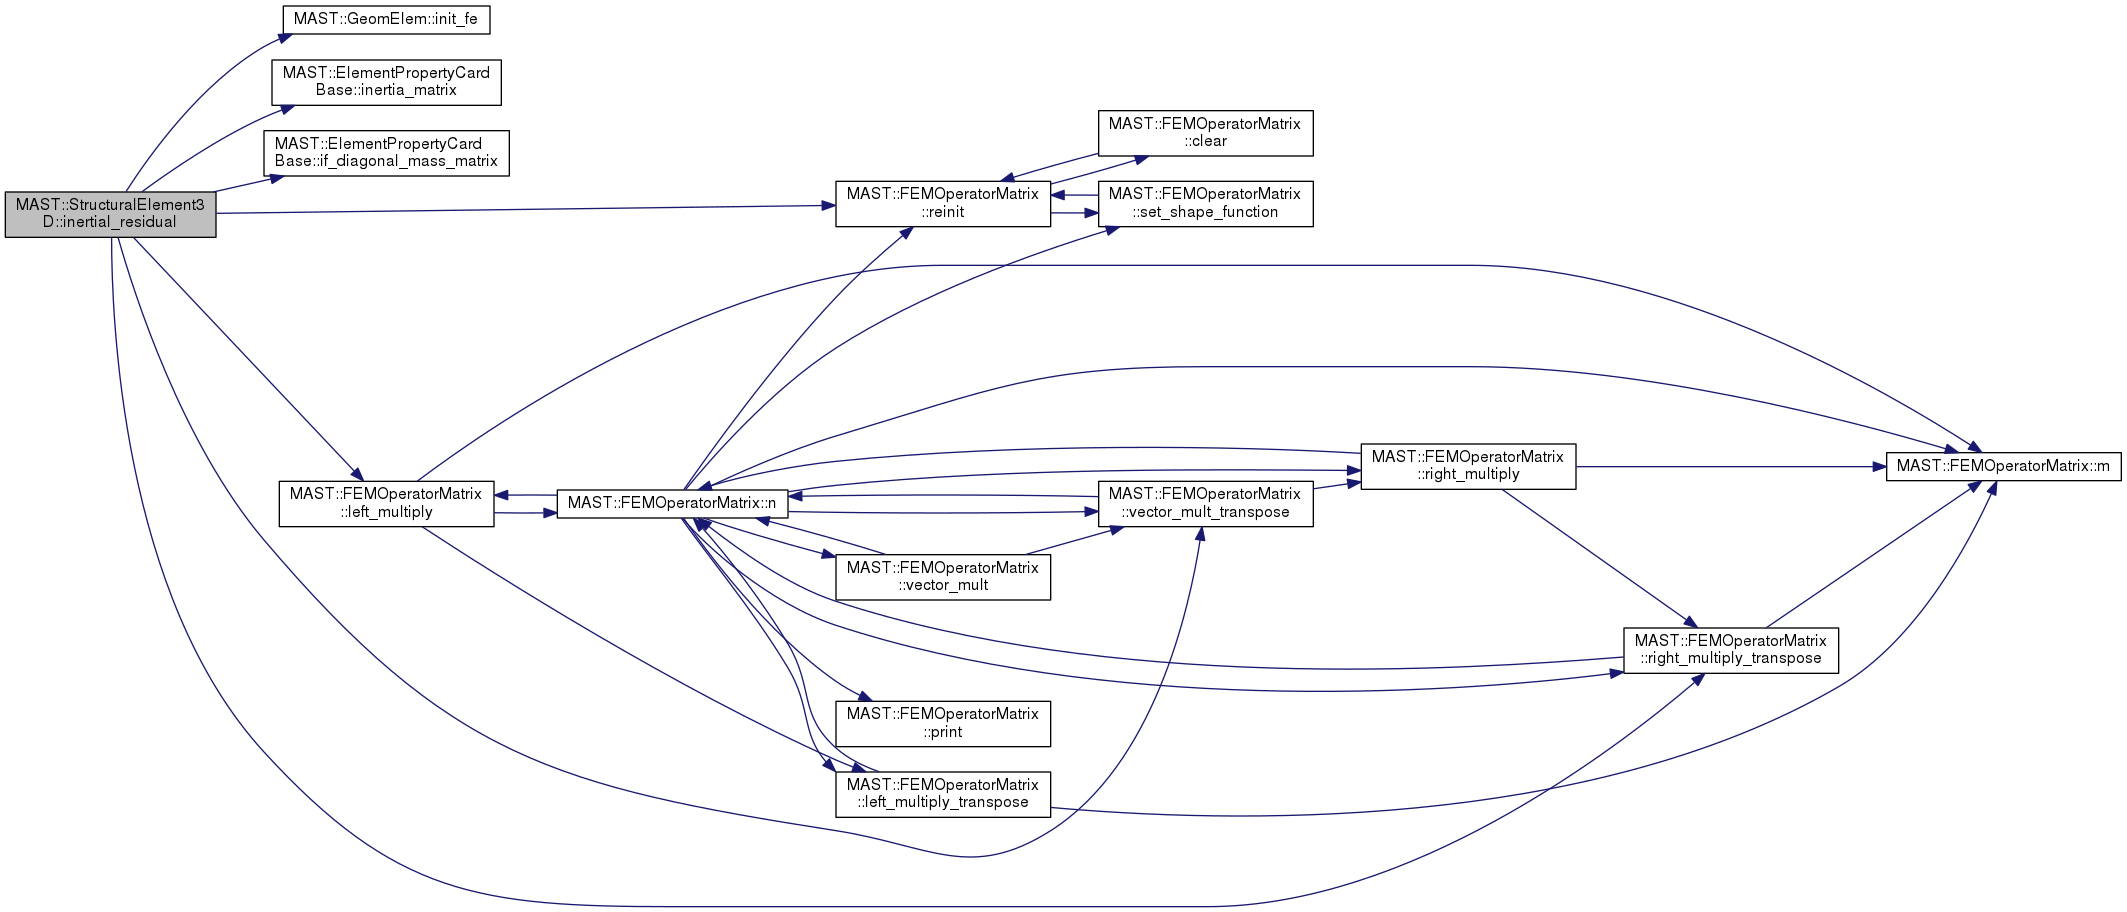 MAST::GeomElem::init_fe
MAST::ElementPropertyCard
Base::inertia_matrix
MAST::ElementPropertyCard
Base::if_diagonal_mass_matrix
MAST::StructuralElement3
D::inertial_residual
MAST::FEMOperatorMatrix
::clear
MAST::FEMOperatorMatrix
::reinit
MAST::FEMOperatorMatrix
::set_shape_function
MAST::FEMOperatorMatrix
::left_multiply
MAST::FEMOperatorMatrix::n
MAST::FEMOperatorMatrix
::vector_mult_transpose
MAST::FEMOperatorMatrix
::right_multiply
MAST::FEMOperatorMatrix::m
MAST::FEMOperatorMatrix
::vector_mult
MAST::FEMOperatorMatrix
::right_multiply_transpose
MAST::FEMOperatorMatrix
::print
MAST::FEMOperatorMatrix
::left_multiply_transpose